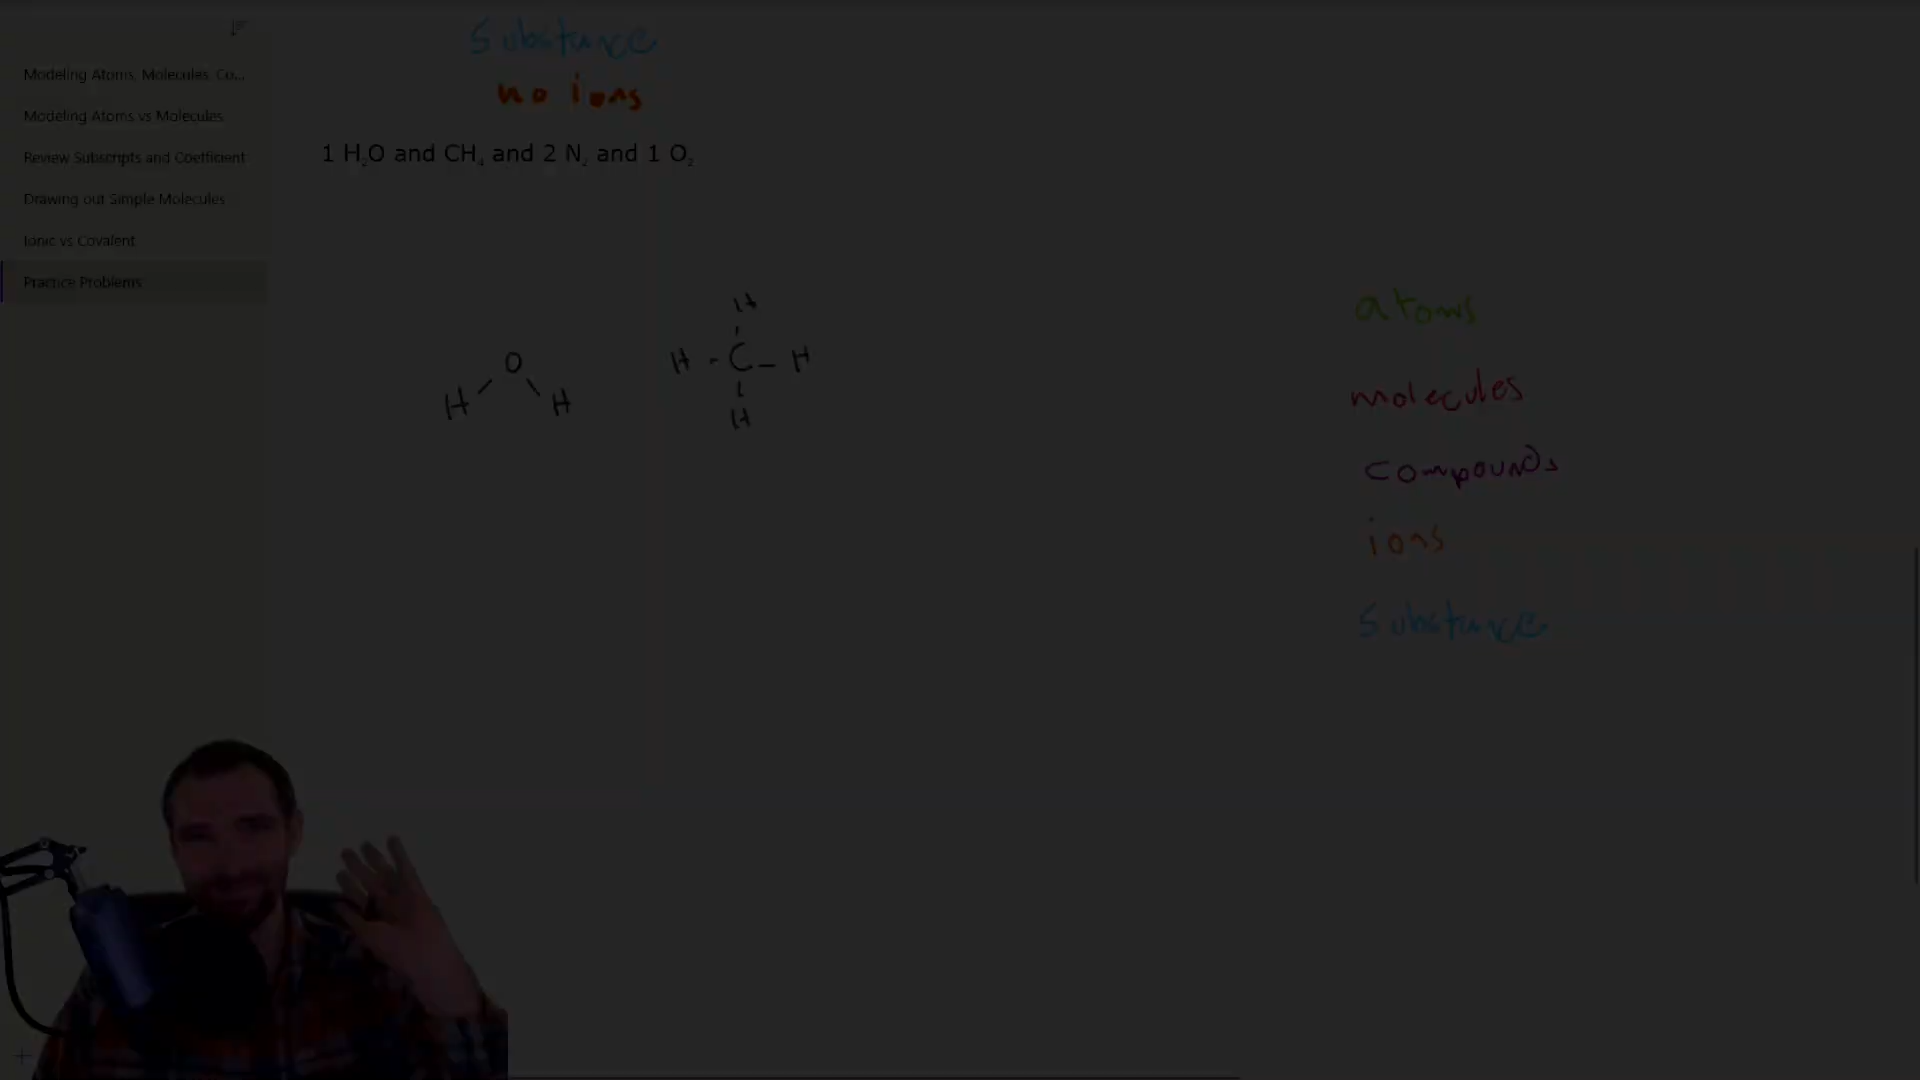 Substance
no ions
Modeling Atoms, Molecules, Co...
Modeling Atoms vs Molecules
Review Subscripts and Coefficient
Drawing out Simple Molecules
Ionic vs Covalent
Practice Problems
1 H₂O and CH₄ and 2 N₂ and 1 O₂
O
H H
H
H - C - H
H
atoms
molecules
compounds
ions
Substance